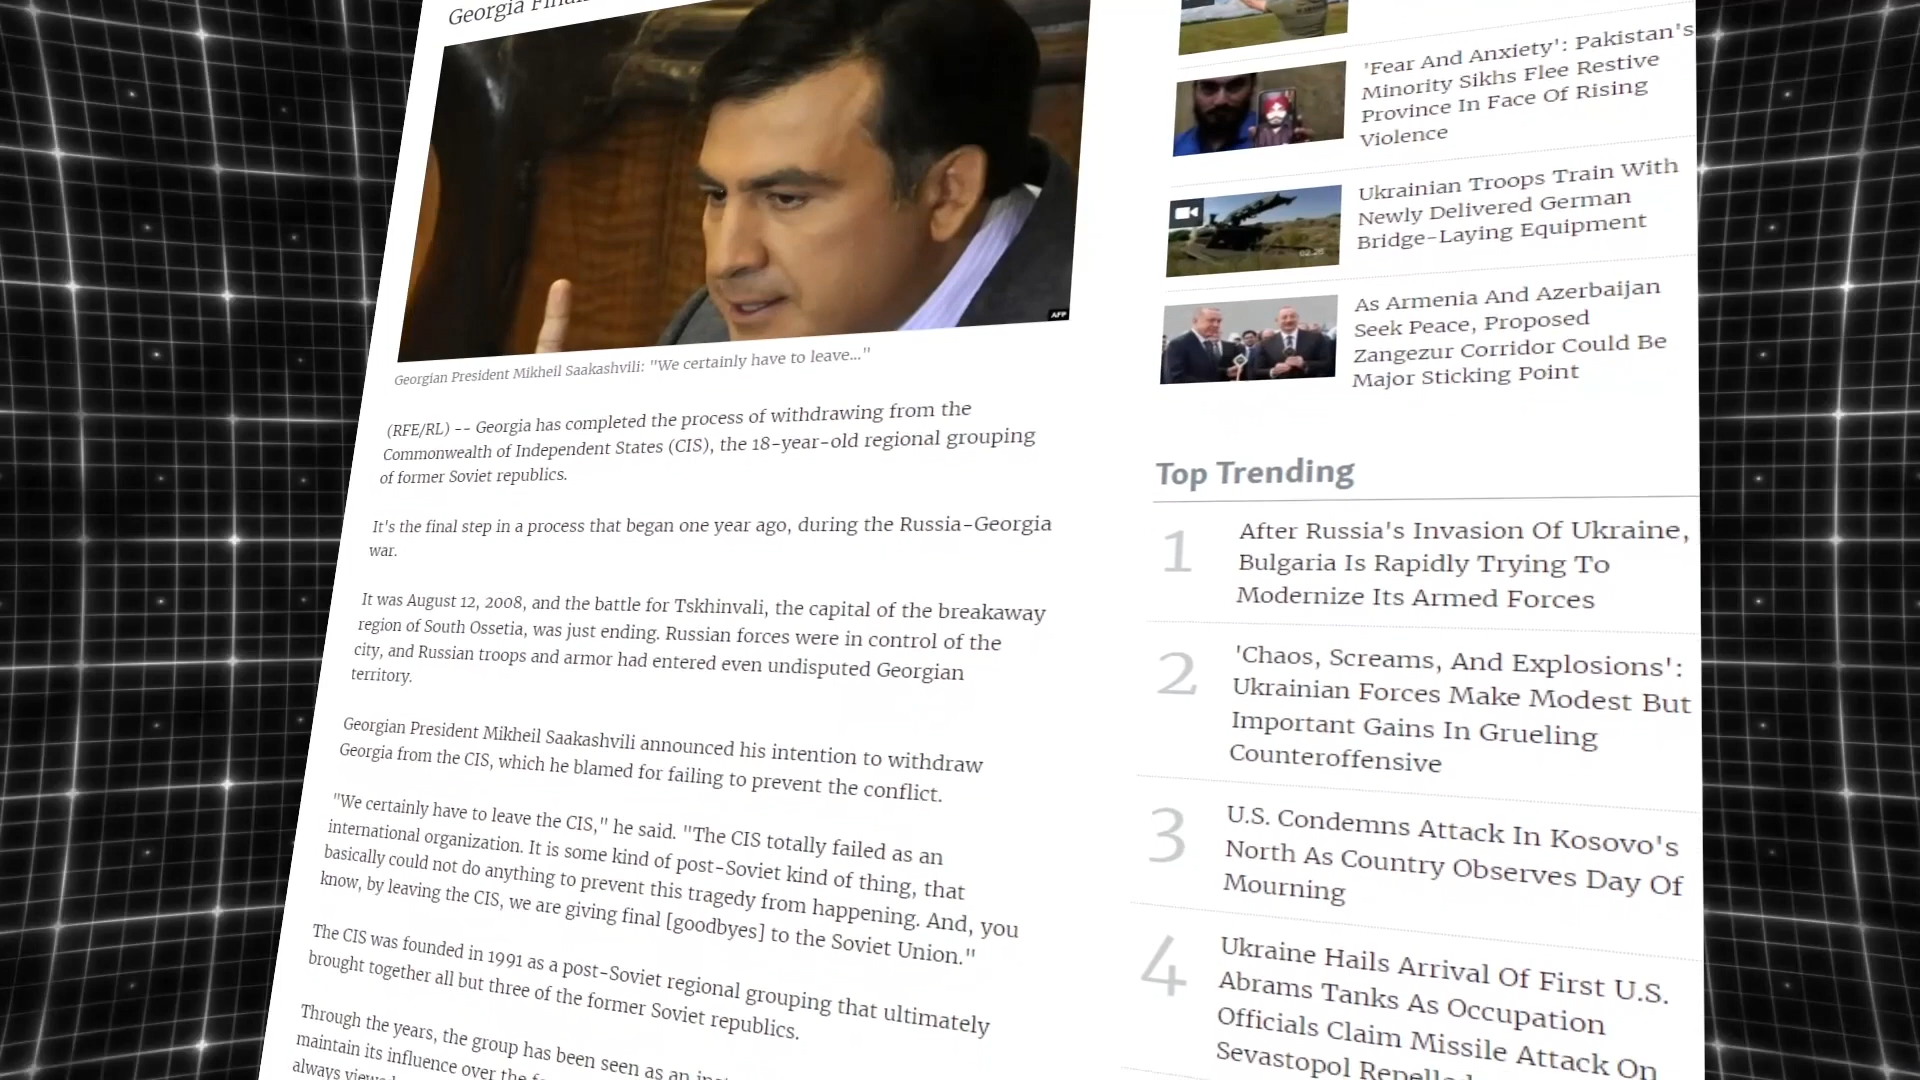 Georgia
AFP
Georgian President Mikheil Saakashvili: "We certainly have to leave..."
(RFE/RL) -- Georgia has completed the process of withdrawing from the
Commonwealth of Independent States (CIS), the 18-year-old regional grouping
of former Soviet republics.
It's the final step in a process that began one year ago, during the Russia-Georgia
war.
It was August 12, 2008, and the battle for Tskhinvali, the capital of the breakaway
region of South Ossetia, was just ending. Russian forces were in control of the
city, and Russian troops and armor had entered even undisputed Georgian
territory.
Georgian President Mikheil Saakashvili announced his intention to withdraw
Georgia from the CIS, which he blamed for failing to prevent the conflict.
"We certainly have to leave the CIS," he said. "The CIS totally failed as an
international organization. It is some kind of post-Soviet kind of thing, that
basically could not do anything to prevent this tragedy from happening. And, you
know, by leaving the CIS, we are giving final [goodbyes] to the Soviet Union."
The CIS was founded in 1991 as a post-Soviet regional grouping that ultimately
brought together all but three of the former Soviet republics.
Through the years, the group has been seen as an
maintain its influence over the
always
'Fear And Anxiety': Pakistan's
Minority Sikhs Flee Restive
Province In Face Of Rising
Violence
Ukrainian Troops Train With
Newly Delivered German
Bridge-Laying Equipment
As Armenia And Azerbaijan
Seek Peace, Proposed
Zangezur Corridor Could Be
Major Sticking Point
Top Trending
1
After Russia's Invasion Of Ukraine,
Bulgaria Is Rapidly Trying To
Modernize Its Armed Forces
2
'Chaos, Screams, And Explosions':
Ukrainian Forces Make Modest But
Important Gains In Grueling
Counteroffensive
3
U.S. Condemns Attack In Kosovo's
North As Country Observes Day Of
Mourning
4
Ukraine Hails Arrival Of First U.S.
Abrams Tanks As Occupation
Officials Claim Missile Attack On
Sevastopol